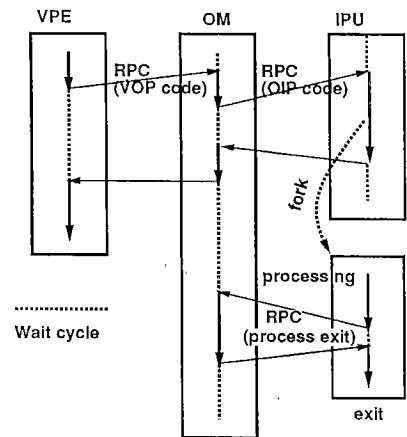 VPE
OM
IPU
RPC
(VOP code)
RPC
(OIP code)
fork
processing
RPC
(process exit)
Wait cycle
exit